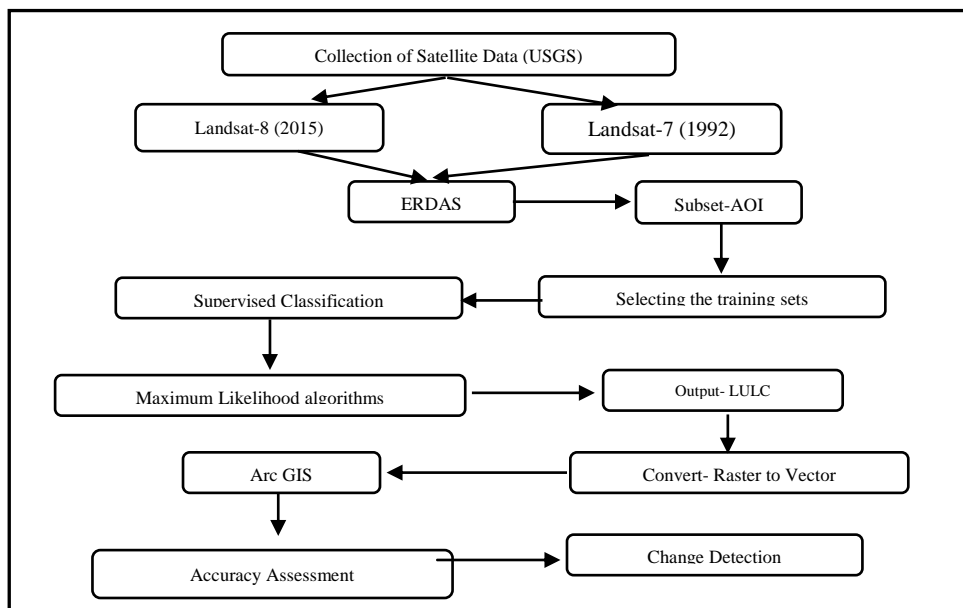 Collection of Satellite Data (USGS)
Landsat-8 (2015)
Landsat-7 (1992)
ERDAS
Subset-AOI
Supervised Classification
Selecting the training sets
Maximum Likelihood algorithms
Output- LULC
Arc GIS
Convert- Raster to Vector
Accuracy Assessment
Change Detection